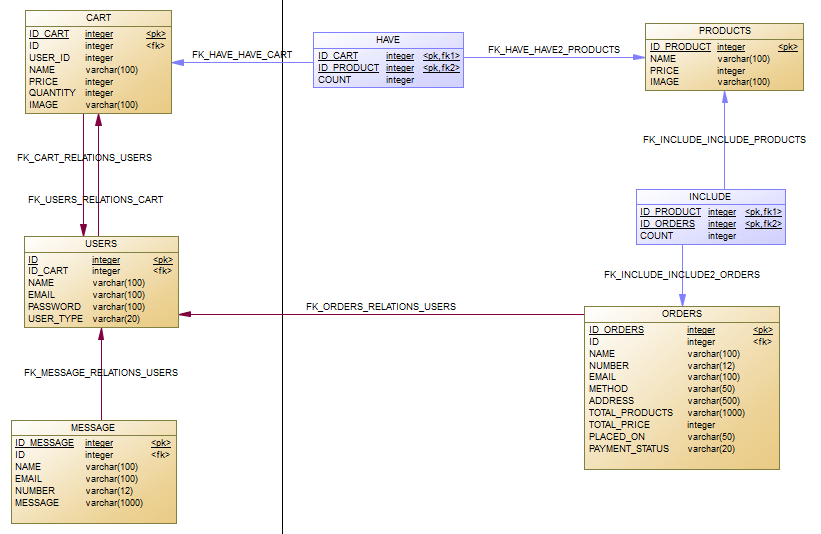 CART
ID_CART integer <pk>
ID integer <fk>
USER_ID integer
NAME varchar(100)
PRICE integer
QUANTITY integer
IMAGE varchar(100)
FK_HAVE_HAVE_CART
HAVE
ID_CART integer <pk,fk1>
ID_PRODUCT integer <pk,fk2>
COUNT integer
FK_HAVE_HAVE2_PRODUCTS
PRODUCTS
ID_PRODUCT integer <pk>
NAME varchar(100)
PRICE integer
IMAGE varchar(100)
FK_INCLUDE_INCLUDE_PRODUCTS
FK_CART_RELATIONS_USERS
FK_USERS_RELATIONS_CART
INCLUDE
ID_PRODUCT integer <pk,fk1>
ID_ORDERS integer <pk,fk2>
COUNT integer
FK_INCLUDE_INCLUDE2_ORDERS
USERS
ID integer <pk>
ID_CART integer <fk>
NAME varchar(100)
EMAIL varchar(100)
PASSWORD varchar(100)
USER_TYPE varchar(20)
FK_ORDERS_RELATIONS_USERS
ORDERS
ID_ORDERS integer <pk>
ID integer <fk>
NAME varchar(100)
NUMBER varchar(12)
EMAIL varchar(100)
METHOD varchar(50)
ADDRESS varchar(500)
TOTAL_PRODUCTS varchar(1000)
TOTAL_PRICE integer
PLACED_ON varchar(50)
PAYMENT_STATUS varchar(20)
FK_MESSAGE_RELATIONS_USERS
MESSAGE
ID_MESSAGE integer <pk>
ID integer <fk>
NAME varchar(100)
EMAIL varchar(100)
NUMBER varchar(12)
MESSAGE varchar(1000)